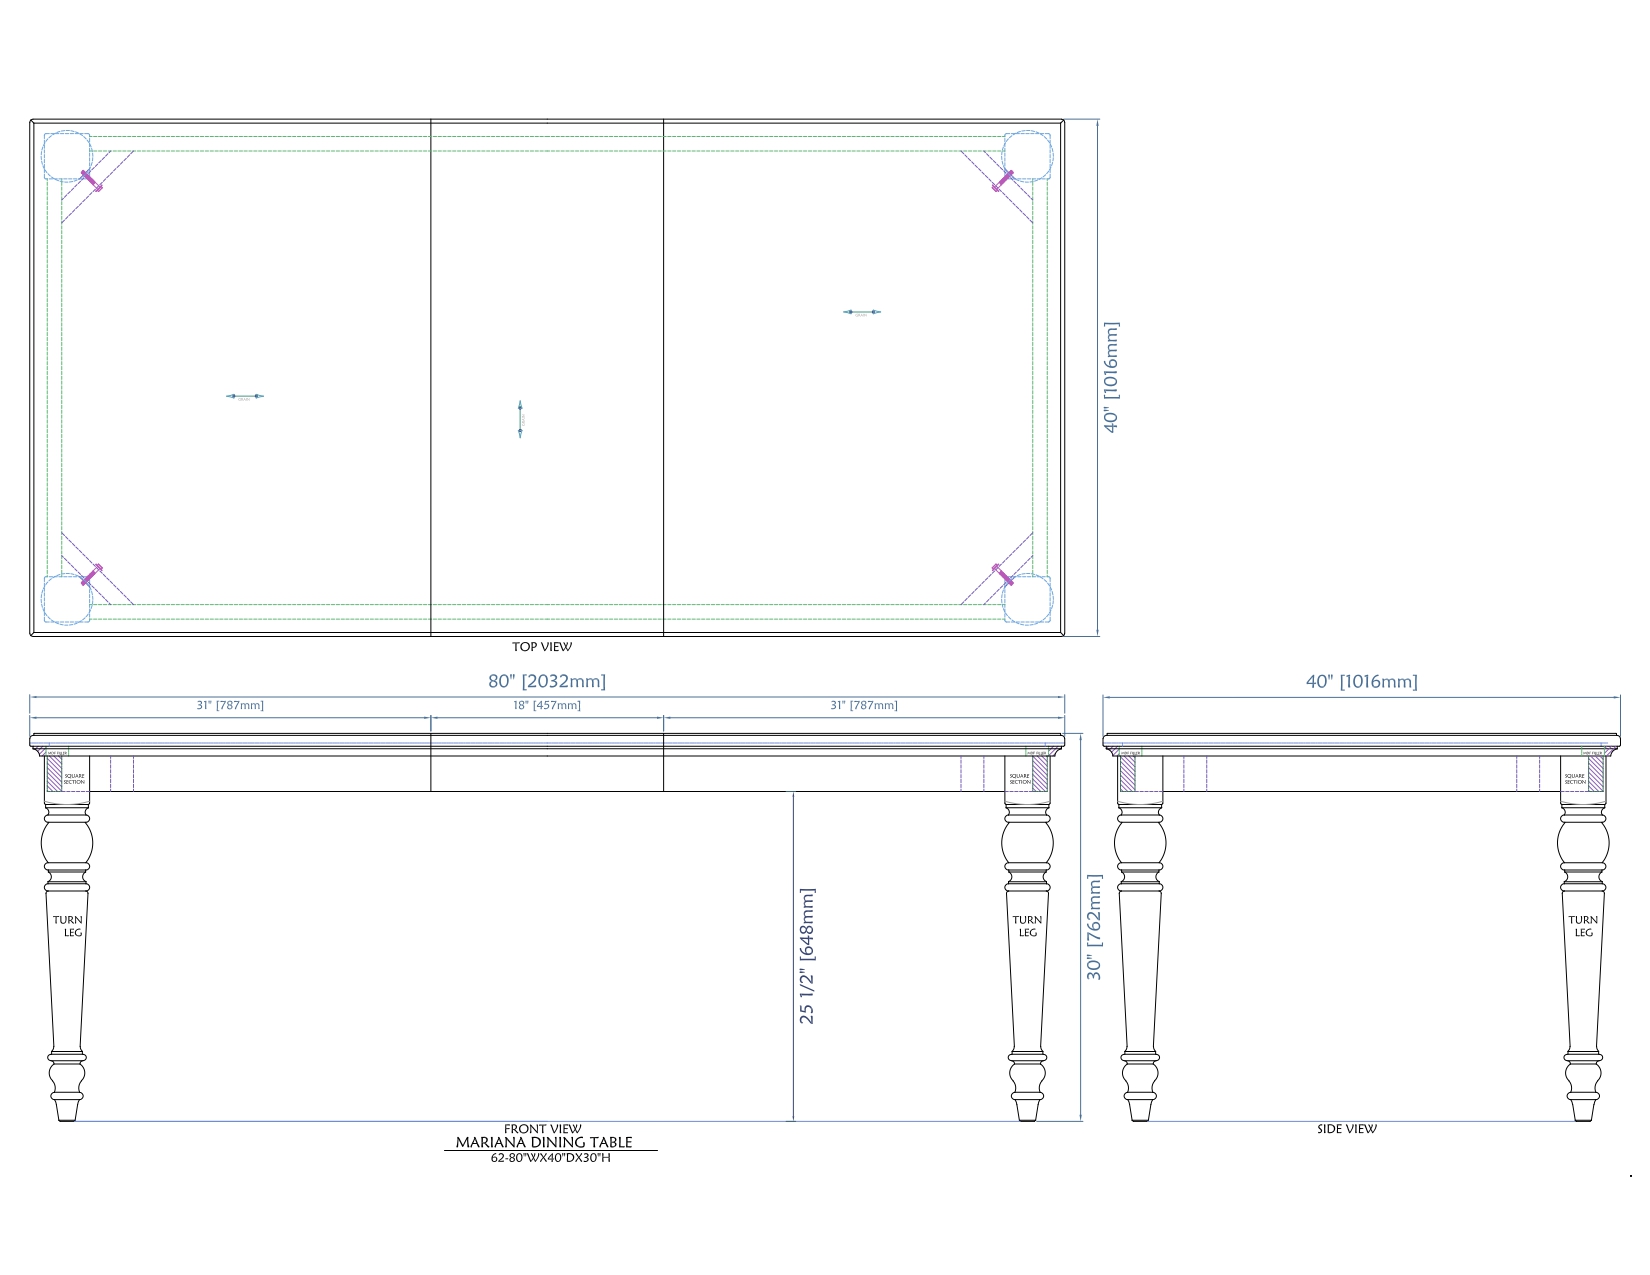 40" [1016mm]
TOP VIEW
80" [2032mm]
31" [787mm]
18" [457mm]
31" [787mm]
40" [1016mm]
SQUARE
SECTION
SQUARE
SECTION
SQUARE
SECTION
TURN
LEG
TURN
LEG
TURN
LEG
25 1/2" [648mm]
30" [762mm]
FRONT VIEW
SIDE VIEW
MARIANA DINING TABLE
62-80"WX40"DX30"H